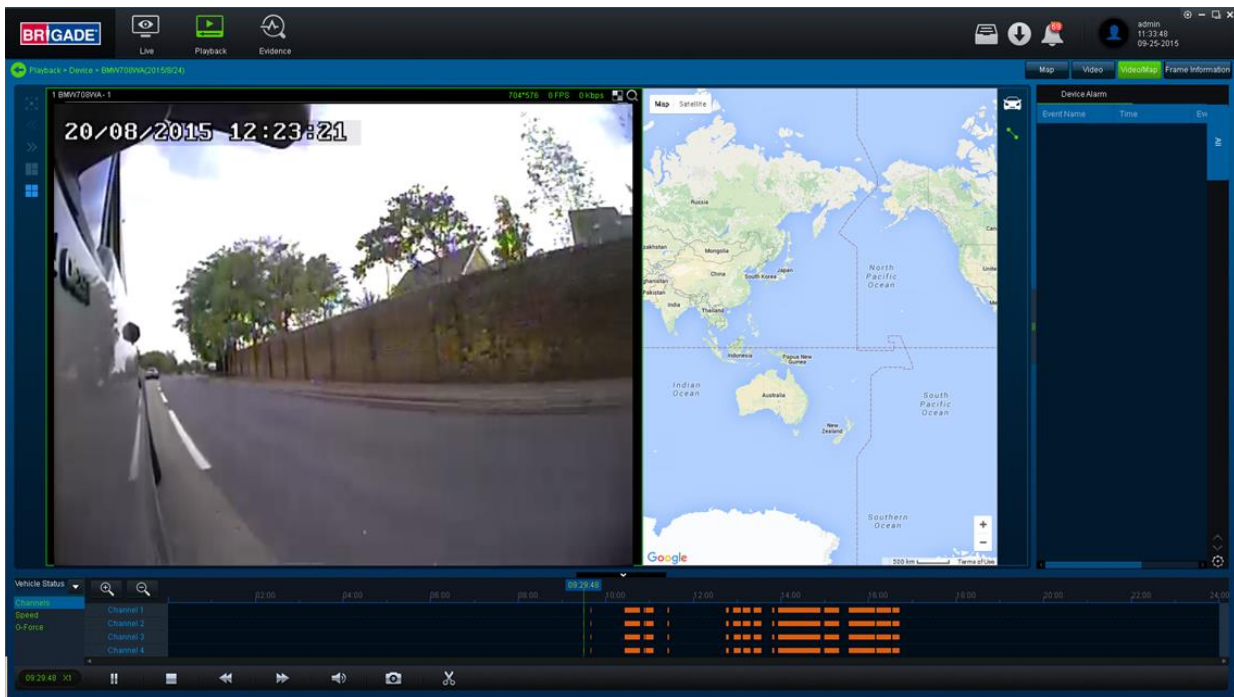 BRIGADE
Live
Playback
Evidence
69
admin
11:33:48
09-25-2015
Playback > Device > BMW708WA(2015/8/24)
Map
Video
Video/Map
Frame Information
1 BMW708WA- 1
704*576 0 FPS 0 kbps
20/08/2015 12:23:21
Map
Satellite
Russia
Mongolia
China
South Korea
Japan
Pakistan
India
Thailand
Indonesia
Papua New
Guinea
Australia
New
Zealand
North
Pacific
Ocean
Indian
Ocean
South
Pacific
Ocean
Southern
Ocean
Google
500 km
Terms of Use
Device Alarm
Event Name
Time
All
Vehicle Status
Channels
Speed
G-Force
09:29:48
02:00
04:00
06:00
08:00
10:00
12:00
14:00
16:00
18:00
20:00
22:00
24:00
Channel 1
Channel 2
Channel 3
Channel 4
09:29:48 X1